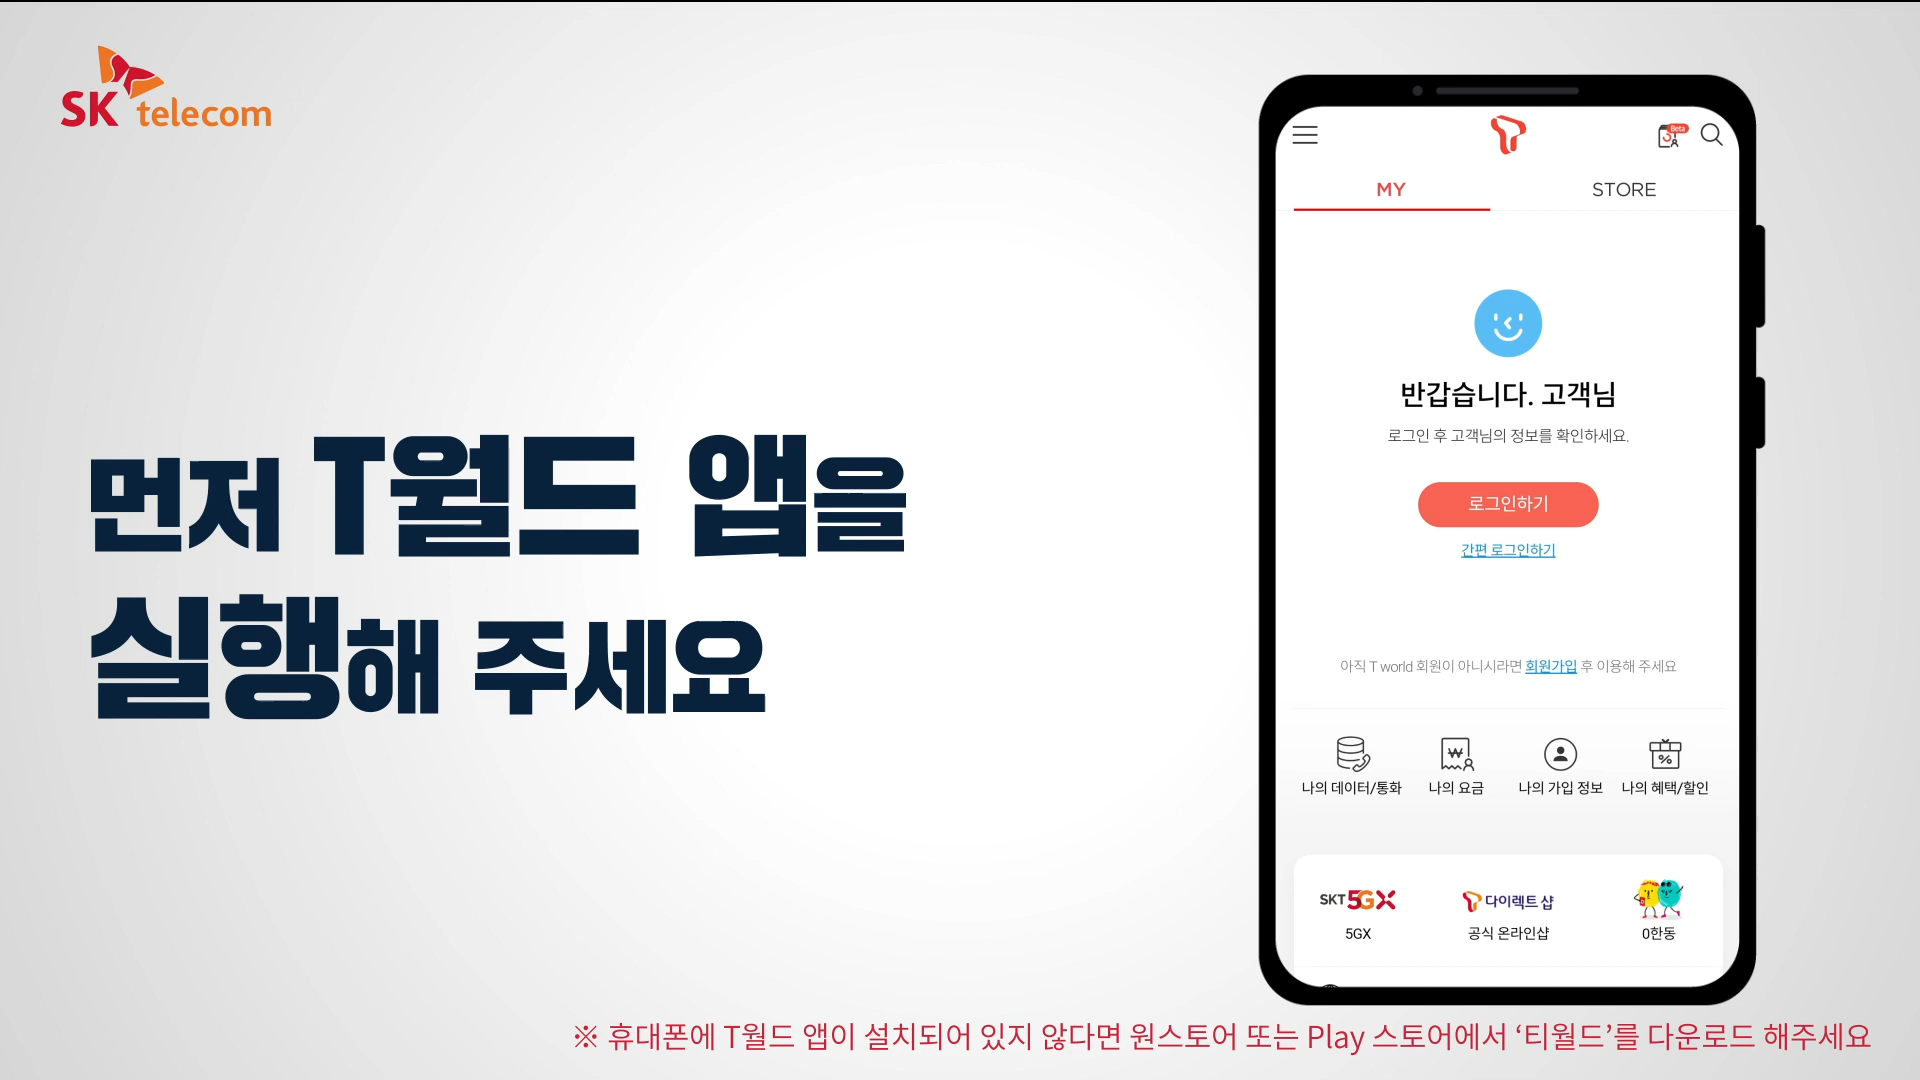 SK telecom
먼저 T월드 앱을
실행해 주세요
Beta
MY STORE
반갑습니다. 고객님
로그인 후 고객님의 정보를 확인하세요.
로그인하기
간편 로그인하기
아직 T world 회원이 아니시라면 회원가입 후 이용해 주세요
나의 데이터/통화 나의 요금 나의 가입 정보 나의 혜택/할인
SKT 5GX T다이렉트 샵
5GX 공식 온라인샵 0한동
※ 휴대폰에 T월드 앱이 설치되어 있지 않다면 원스토어 또는 Play 스토어에서 ‘티월드’를 다운로드 해주세요